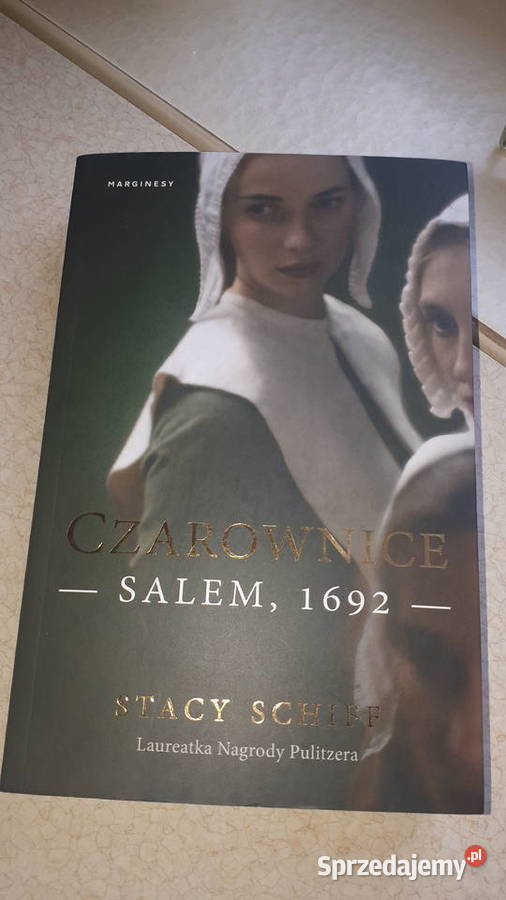 MARGINESY
CZAROWNICE
— SALEM, 1692 —
STACY SCHIFF
Laureatka Nagrody Pulitzera
Sprzedajemy.pl